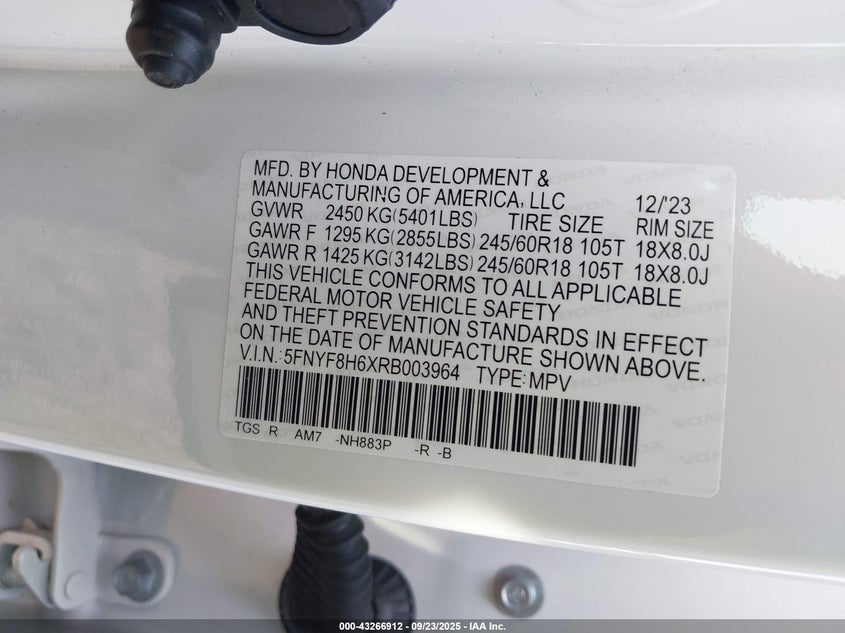 MFD. BY HONDA DEVELOPMENT &
MANUFACTURING OF AMERICA, LLC 12/'23
GVWR 2450 KG(5401LBS) TIRE SIZE RIM SIZE
GAWR F 1295 KG(2855LBS) 245/60R18 105T 18X8.0J
GAWR R 1425 KG(3142LBS) 245/60R18 105T 18X8.0J
THIS VEHICLE CONFORMS TO ALL APPLICABLE
FEDERAL MOTOR VEHICLE SAFETY
AND THEFT PREVENTION STANDARDS IN EFFECT
ON THE DATE OF MANUFACTURE SHOWN ABOVE.
V.I.N.: 5FNYF8H6XRB003964 TYPE: MPV
TGS R AM7 -NH883P -R -B
000-43266912 - 09/23/2025 - IAA Inc.